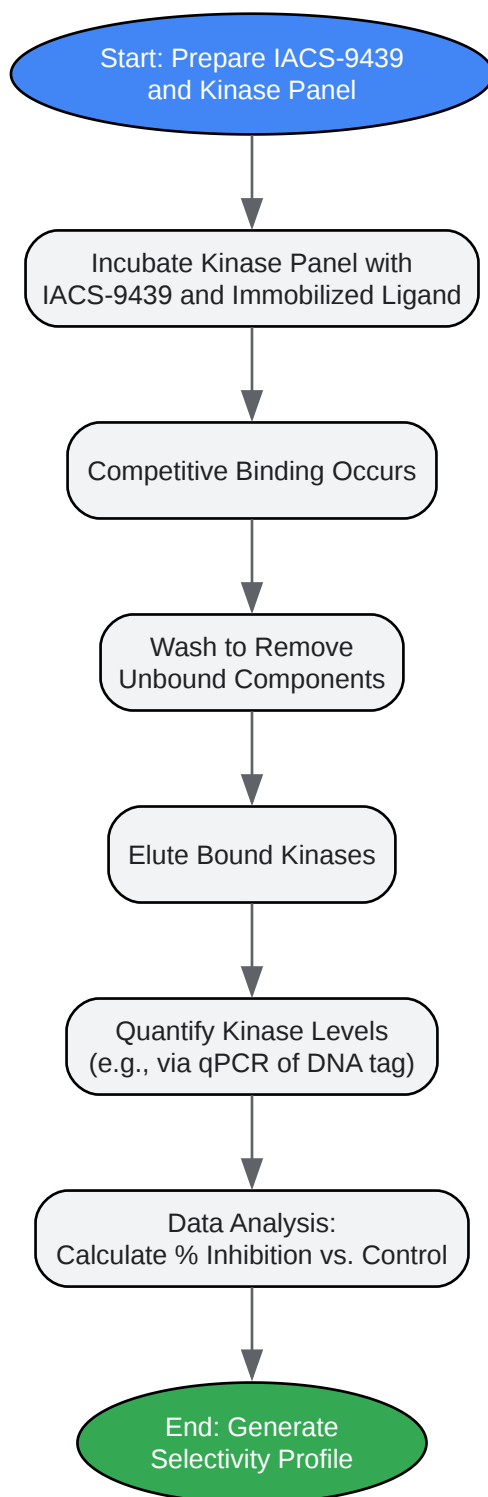 Start: Prepare IACS-9439
and Kinase Panel
Incubate Kinase Panel with
IACS-9439 and Immobilized Ligand
Competitive Binding Occurs
Wash to Remove
Unbound Components
Elute Bound Kinases
Quantify Kinase Levels
(e.g., via qPCR of DNA tag)
Data Analysis:
Calculate % Inhibition vs. Control
End: Generate
Selectivity Profile